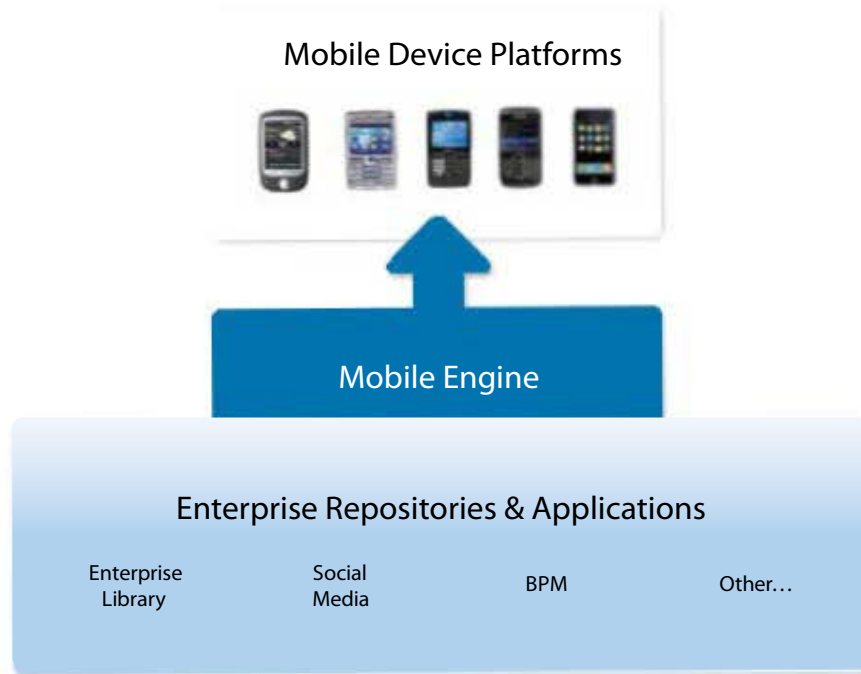 Mobile Device Platforms
Mobile Engine
Enterprise Repositories & Applications
Enterprise
Library
Social
Media
BPM
Other…